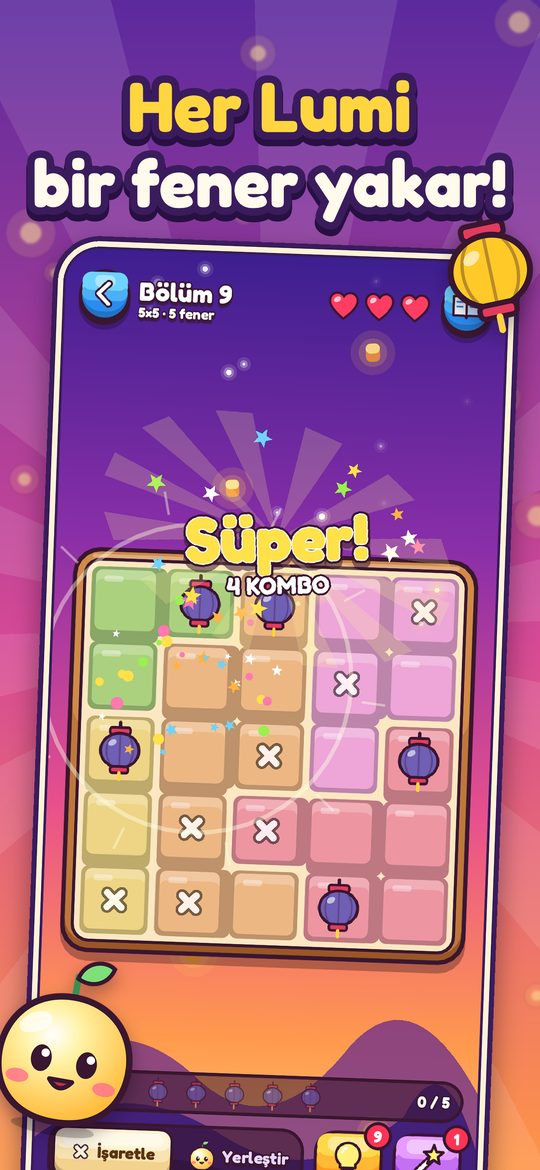 Her Lumi
bir fener yakar!
Bölüm 9
5x5 · 5 fener
Süper!
4 KOMBO
0 / 5
9
1
İşaretle
Yerleştir